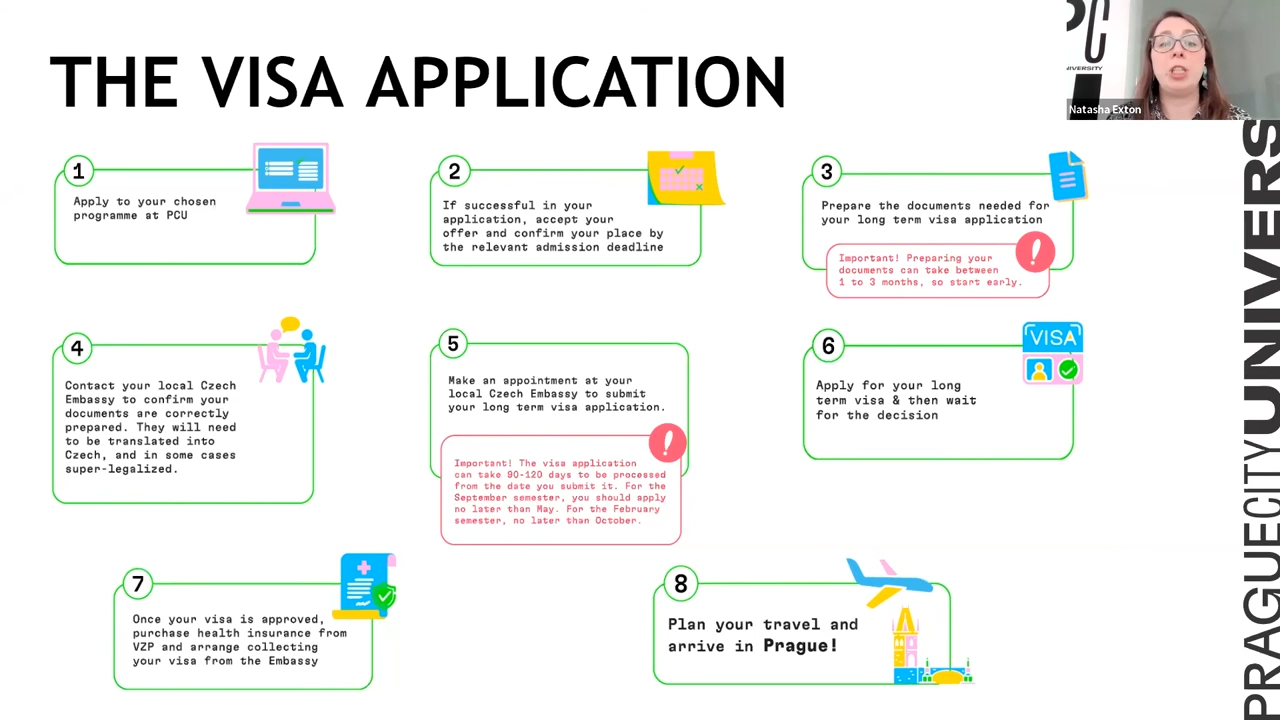 THE VISA APPLICATION
PC
NIVERSITY
Natasha Exton
1
Apply to your chosen
programme at PCU
2
If successful in your
application, accept your
offer and confirm your place by
the relevant admission deadline
3
Prepare the documents needed for
your long term visa application
!
Important! Preparing your
documents can take between
1 to 3 months, so start early.
4
Contact your local Czech
Embassy to confirm your
documents are correctly
prepared. They will need
to be translated into
Czech, and in some cases
super-legalized.
5
Make an appointment at your
local Czech Embassy to submit
your long term visa application.
!
Important! The visa application
can take 90-120 days to be processed
from the date you submit it. For the
September semester, you should apply
no later than May. For the February
semester, no later than October.
6
VISA
Apply for your long
term visa & then wait
for the decision
7
Once your visa is approved,
purchase health insurance from
VZP and arrange collecting
your visa from the Embassy
8
Plan your travel and
arrive in Prague!
PRAGUECITYUNIVERS